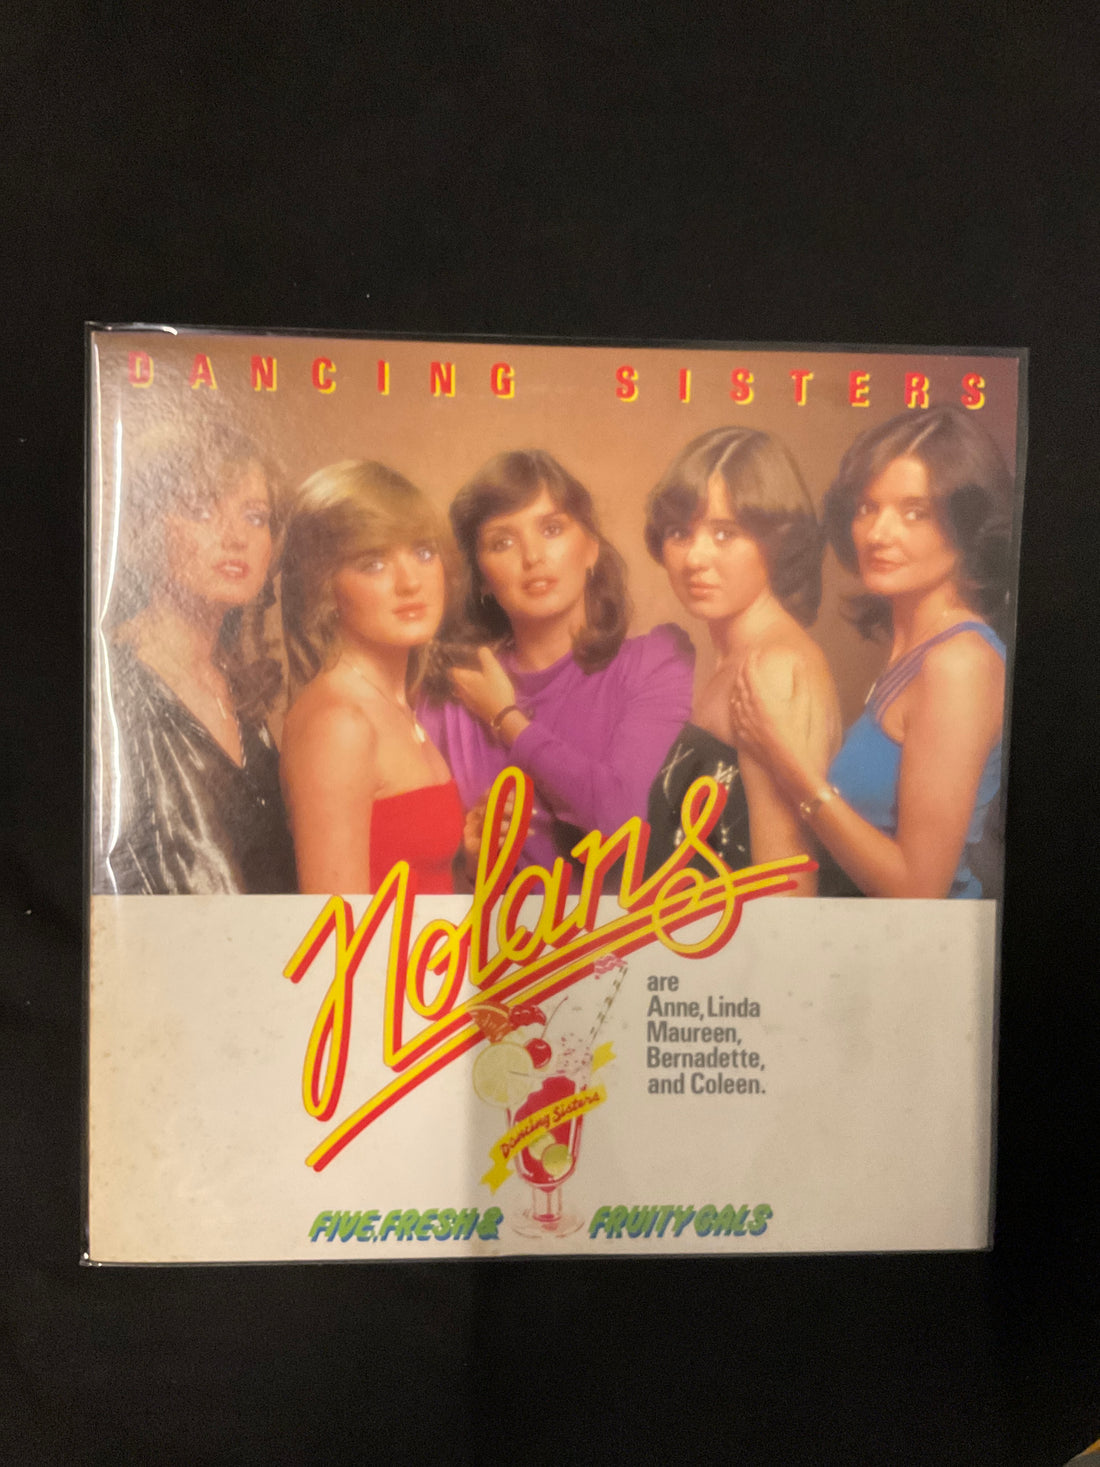 DANCING SISTERS
Nolans
are
Anne, Linda
Maureen,
Bernadette,
and Coleen.
Dancing Sisters
FIVE, FRESH & FRUITY GALS